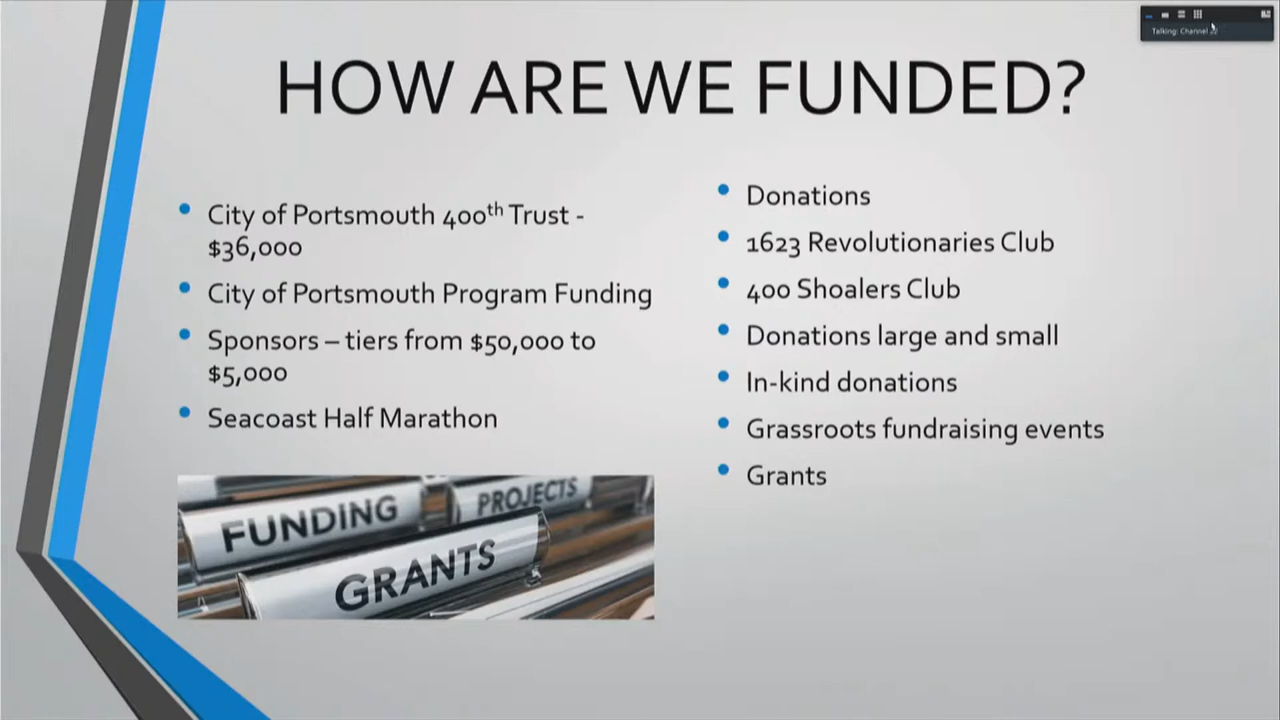 HOW ARE WE FUNDED?
City of Portsmouth 400th Trust -
$36,000
City of Portsmouth Program Funding
Sponsors – tiers from $50,000 to
$5,000
Seacoast Half Marathon
Donations
1623 Revolutionaries Club
400 Shoalers Club
Donations large and small
In-kind donations
Grassroots fundraising events
Grants
FUNDING
PROJECTS
GRANTS
Talking: Channel